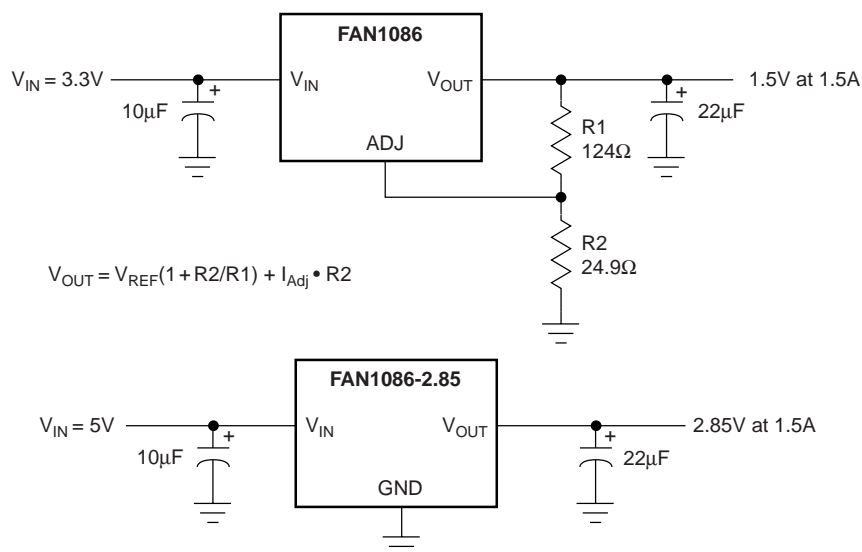 FAN1086
V_IN = 3.3V
V_IN
V_OUT
1.5V at 1.5A
10μF
+
ADJ
R1
124Ω
+
22μF
R2
24.9Ω
V_OUT = V_REF(1 + R2/R1) + I_Adj • R2
FAN1086-2.85
V_IN = 5V
V_IN
V_OUT
2.85V at 1.5A
10μF
+
GND
+
22μF